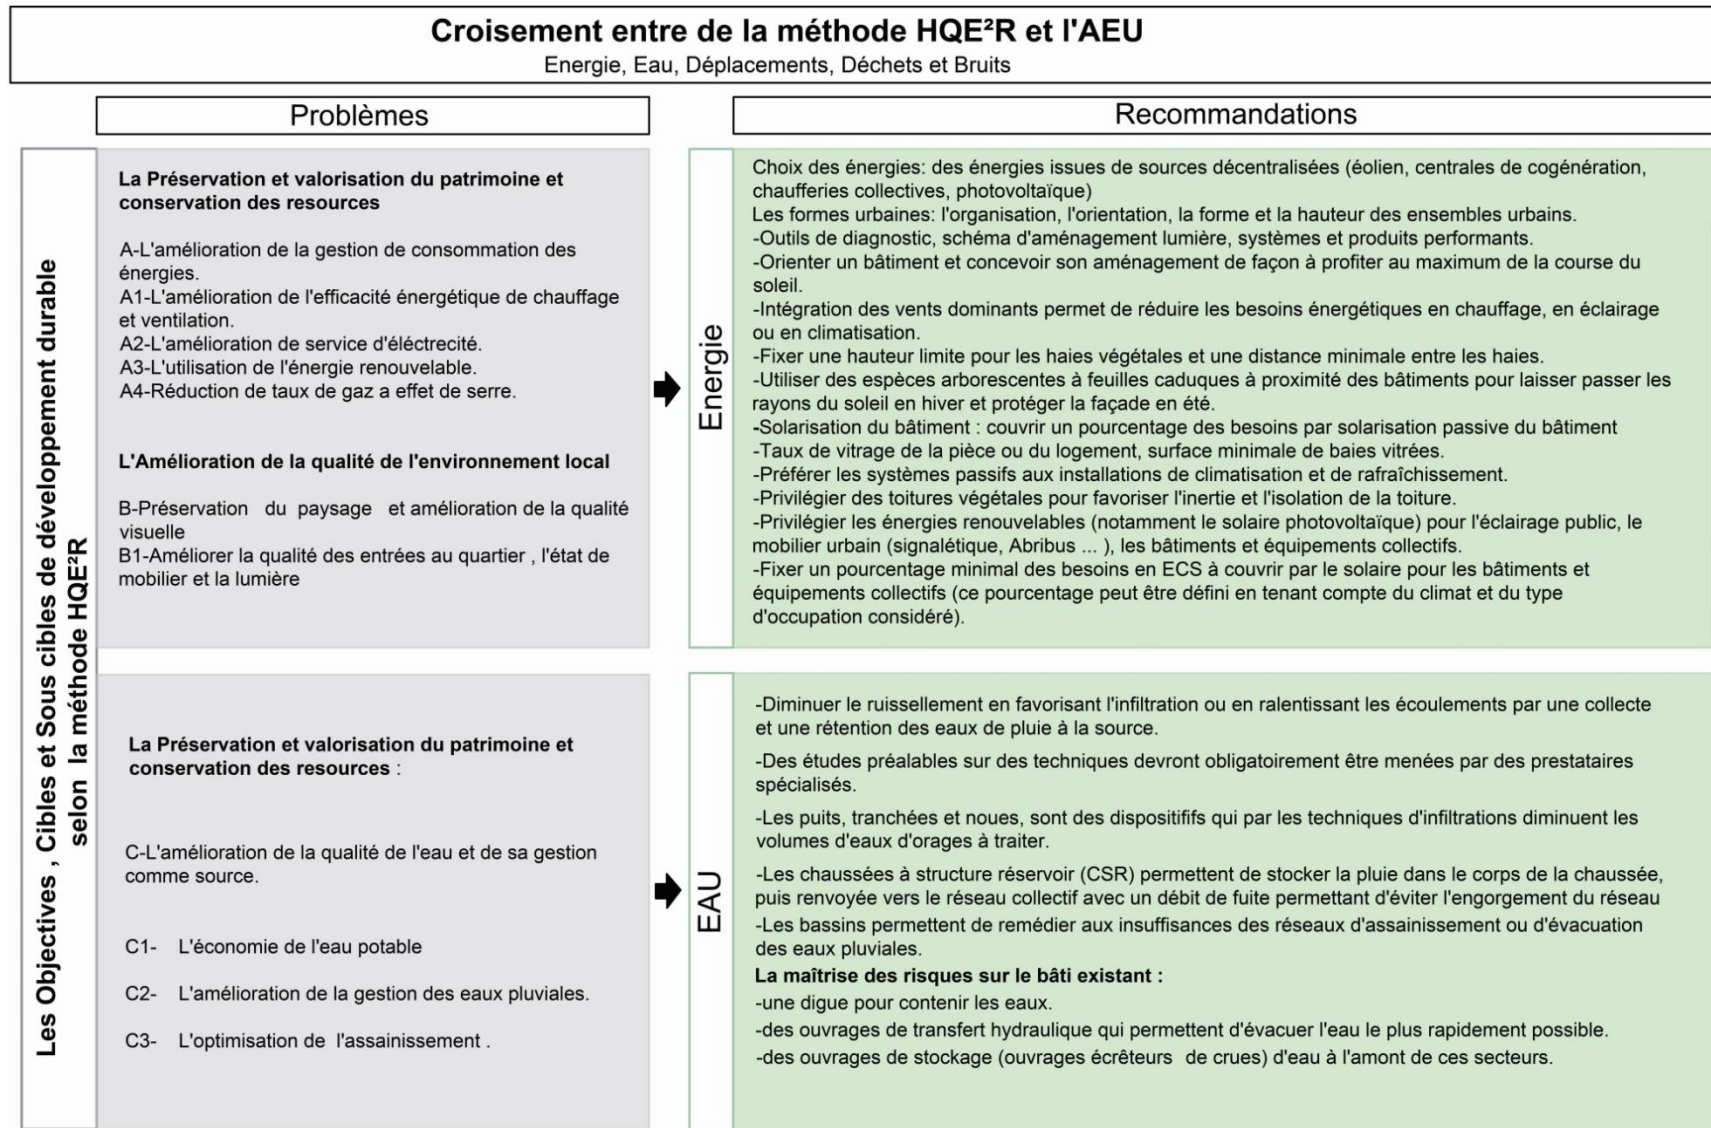 Croisement entre de la méthode HQE²R et l'AEU
Energie, Eau, Déplacements, Déchets et Bruits
Problèmes
Recommandations
Les Objectives , Cibles et Sous cibles de développement durable
selon la méthode HQE²R
La Préservation et valorisation du patrimoine et
conservation des resources
A-L'amélioration de la gestion de consommation des
énergies.
A1-L'amélioration de l'efficacité énergétique de chauffage
et ventilation.
A2-L'amélioration de service d'éléctrecité.
A3-L'utilisation de l'énergie renouvelable.
A4-Réduction de taux de gaz a effet de serre.
L'Amélioration de la qualité de l'environnement local
B-Préservation du paysage et amélioration de la qualité
visuelle
B1-Améliorer la qualité des entrées au quartier , l'état de
mobilier et la lumière
Energie
Choix des énergies: des énergies issues de sources décentralisées (éolien, centrales de cogénération,
chaufferies collectives, photovoltaïque)
Les formes urbaines: l'organisation, l'orientation, la forme et la hauteur des ensembles urbains.
-Outils de diagnostic, schéma d'aménagement lumière, systèmes et produits performants.
-Orienter un bâtiment et concevoir son aménagement de façon à profiter au maximum de la course du
soleil.
-Intégration des vents dominants permet de réduire les besoins énergétiques en chauffage, en éclairage
ou en climatisation.
-Fixer une hauteur limite pour les haies végétales et une distance minimale entre les haies.
-Utiliser des espèces arborescentes à feuilles caduques à proximité des bâtiments pour laisser passer les
rayons du soleil en hiver et protéger la façade en été.
-Solarisation du bâtiment : couvrir un pourcentage des besoins par solarisation passive du bâtiment
-Taux de vitrage de la pièce ou du logement, surface minimale de baies vitrées.
-Préférer les systèmes passifs aux installations de climatisation et de rafraîchissement.
-Privilégier des toitures végétales pour favoriser l'inertie et l'isolation de la toiture.
-Privilégier les énergies renouvelables (notamment le solaire photovoltaïque) pour l'éclairage public, le
mobilier urbain (signalétique, Abribus ... ), les bâtiments et équipements collectifs.
-Fixer un pourcentage minimal des besoins en ECS à couvrir par le solaire pour les bâtiments et
équipements collectifs (ce pourcentage peut être défini en tenant compte du climat et du type
d'occupation considéré).
La Préservation et valorisation du patrimoine et
conservation des resources :
C-L'amélioration de la qualité de l'eau et de sa gestion
comme source.
C1- L'économie de l'eau potable
C2- L'amélioration de la gestion des eaux pluviales.
C3- L'optimisation de l'assainissement .
EAU
-Diminuer le ruissellement en favorisant l'infiltration ou en ralentissant les écoulements par une collecte
et une rétention des eaux de pluie à la source.
-Des études préalables sur des techniques devront obligatoirement être menées par des prestataires
spécialisés.
-Les puits, tranchées et noues, sont des dispositififs qui par les techniques d'infiltrations diminuent les
volumes d'eaux d'orages à traiter.
-Les chaussées à structure réservoir (CSR) permettent de stocker la pluie dans le corps de la chaussée,
puis renvoyée vers le réseau collectif avec un débit de fuite permettant d'éviter l'engorgement du réseau
-Les bassins permettent de remédier aux insuffisances des réseaux d'assainissement ou d'évacuation
des eaux pluviales.
La maîtrise des risques sur le bâti existant :
-une digue pour contenir les eaux.
-des ouvrages de transfert hydraulique qui permettent d'évacuer l'eau le plus rapidement possible.
-des ouvrages de stockage (ouvrages écrêteurs de crues) d'eau à l'amont de ces secteurs.